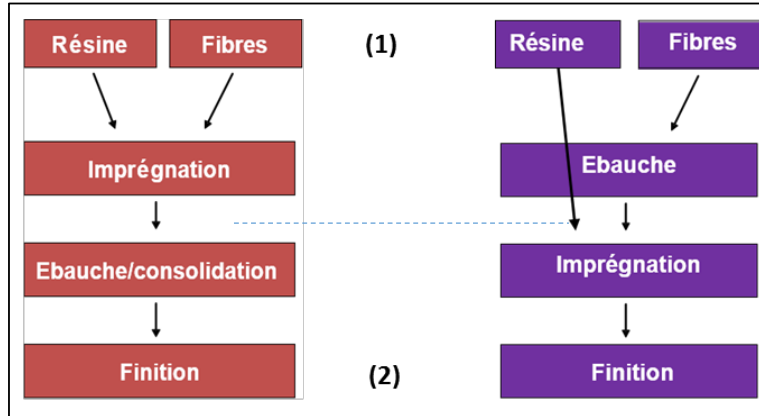 Résine Fibres (1) Résine Fibres
Imprégnation Ebauche
Ebauche/consolidation Imprégnation
Finition (2) Finition